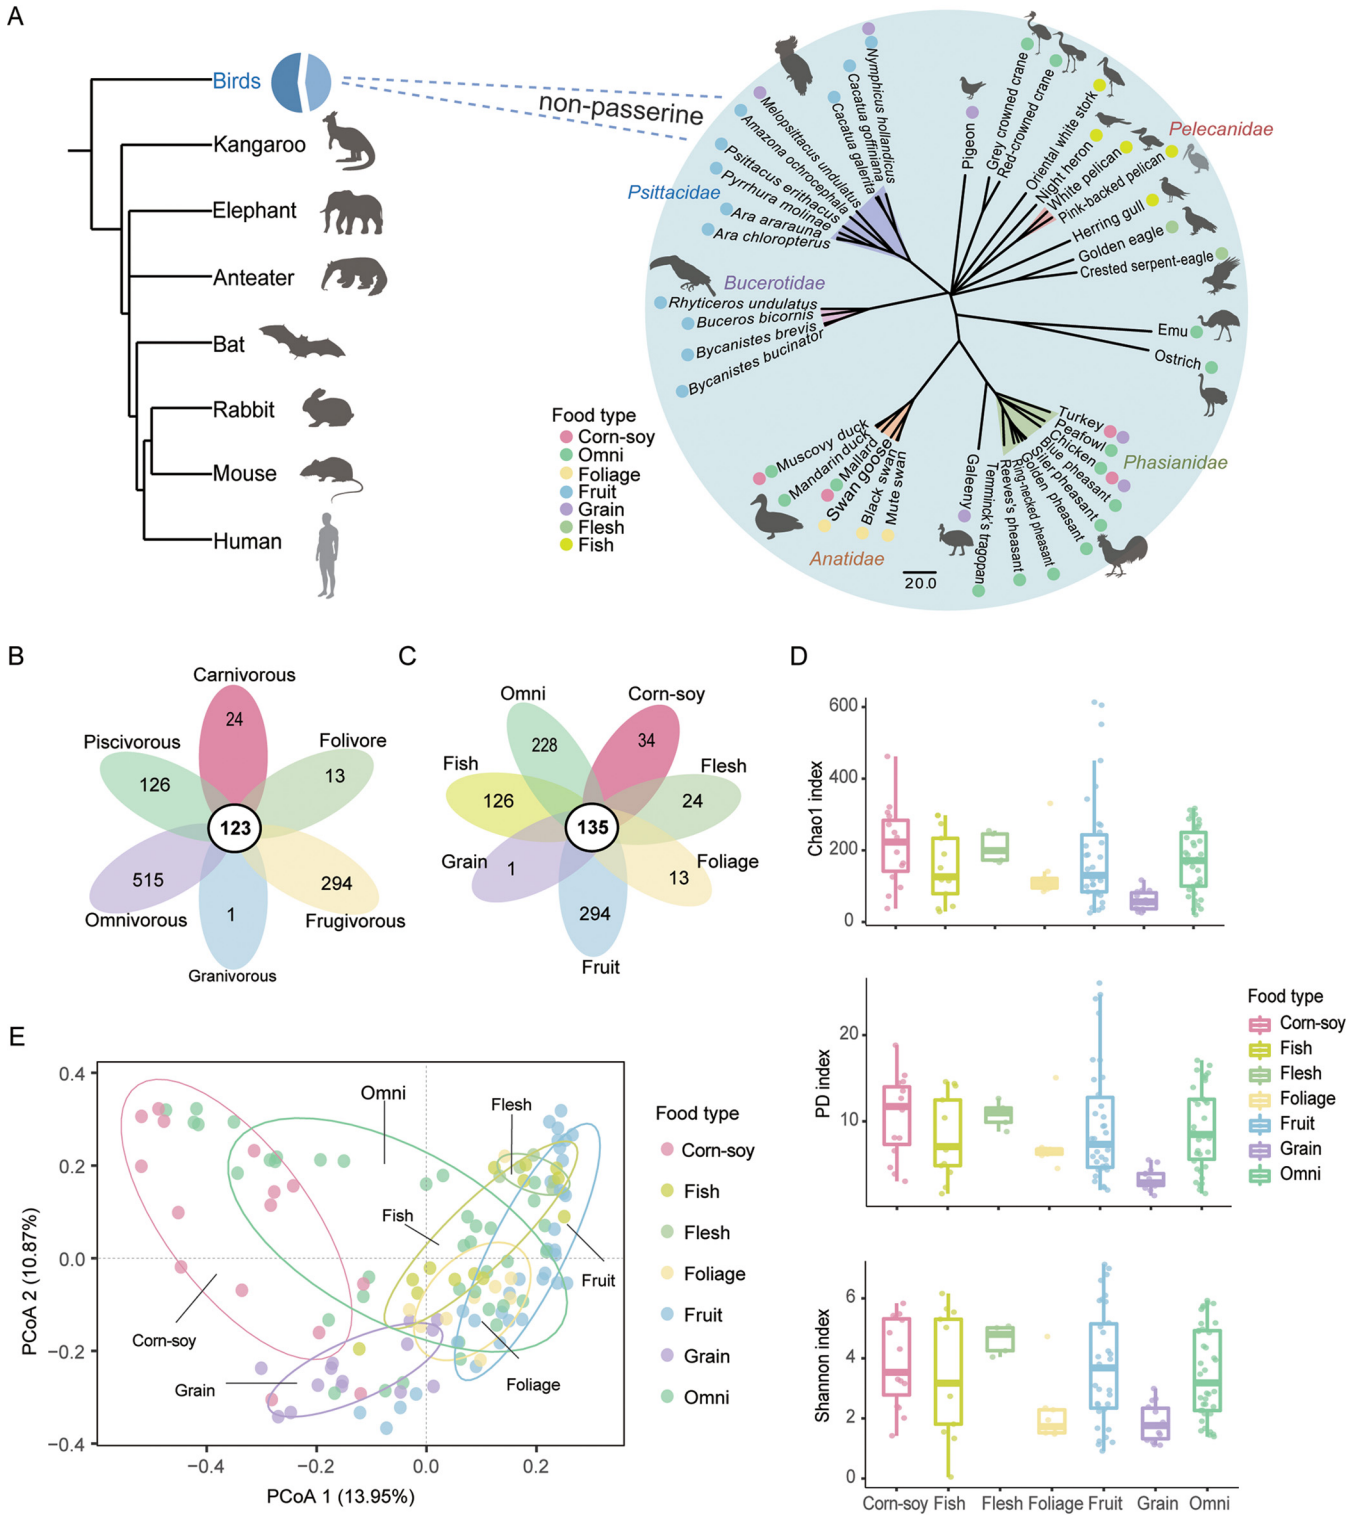 A
Birds
Kangaroo
Elephant
Anteater
Bat
Rabbit
Mouse
Human
non-passerine
Psittacidae
Nymphicus hollandicus
Cacatua goffiniana
Cacatua galerita
Melopsittacus undulatus
Amazona ochrocephala
Psittacus erithacus
Pyrrhura molinae
Ara ararauna
Ara chloropterus
Bucerotidae
Rhyticeros undulatus
Buceros bicornis
Bycanistes brevis
Bycanistes bucinator
Pigeon
Grey crowned crane
Red-crowned crane
Oriental white stork
Night heron
White pelican
Pink-backed pelican
Pelecanidae
Herring gull
Golden eagle
Crested serpent-eagle
Emu
Ostrich
Turkey
Peafowl
Chicken
Blue pheasant
Silver pheasant
Golden pheasant
Ring-necked pheasant
Reeves's pheasant
Temminck's tragopan
Galeeny
Phasianidae
Muscovy duck
Mandarin duck
Mallard
Swan goose
Black swan
Mute swan
Anatidae
20.0
Food type
Corn-soy
Omni
Foliage
Fruit
Grain
Flesh
Fish
B
Carnivorous
24
Piscivorous
126
Folivore
13
123
515
Omnivorous
294
Frugivorous
1
Granivorous
C
Omni
228
Corn-soy
34
Fish
126
Flesh
24
135
Grain
1
Foliage
13
294
Fruit
D
Chao1 index
600
400
200
0
PD index
20
10
Shannon index
6
4
2
0
Corn-soy
Fish
Flesh
Foliage
Fruit
Grain
Omni
Food type
Corn-soy
Fish
Flesh
Foliage
Fruit
Grain
Omni
E
PCoA 2 (10.87%)
0.4
0.2
0.0
−0.2
−0.4
Omni
Flesh
Fish
Fruit
Corn-soy
Grain
Foliage
−0.4
−0.2
0.0
0.2
PCoA 1 (13.95%)
Food type
Corn-soy
Fish
Flesh
Foliage
Fruit
Grain
Omni